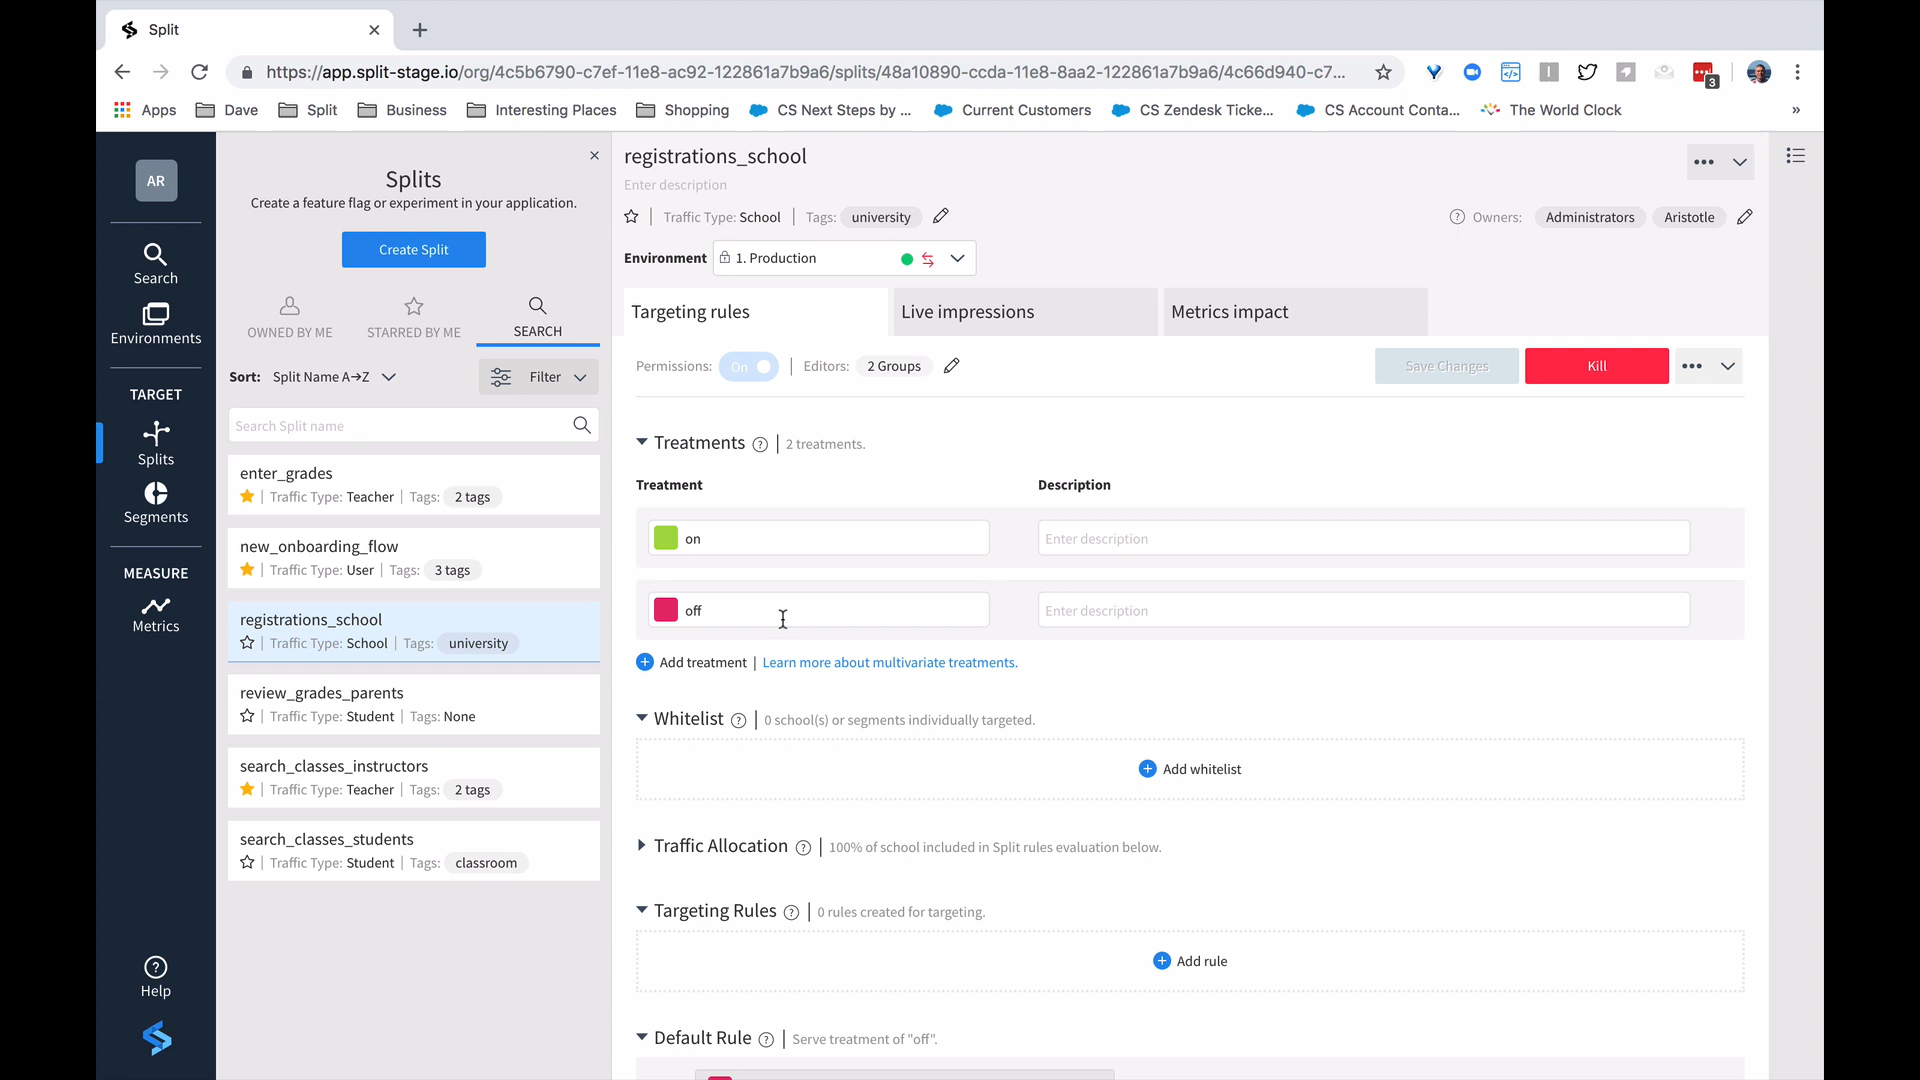 Split
https://app.split-stage.io/org/4c5b6790-c7ef-11e8-ac92-122861a7b9a6/splits/48a10890-ccda-11e8-8aa2-122861a7b9a6/4c66d940-c7...
3
Apps Dave Split Business Interesting Places Shopping CS Next Steps by ... Current Customers CS Zendesk Ticke... CS Account Conta... The World Clock »
AR
Search
Environments
TARGET
Splits
Segments
MEASURE
Metrics
Help
Splits
Create a feature flag or experiment in your application.
Create Split
OWNED BY ME STARRED BY ME SEARCH
Sort: Split Name A→Z Filter
Search Split name
enter_grades
Traffic Type: Teacher | Tags: 2 tags
new_onboarding_flow
Traffic Type: User | Tags: 3 tags
registrations_school
Traffic Type: School | Tags: university
review_grades_parents
Traffic Type: Student | Tags: None
search_classes_instructors
Traffic Type: Teacher | Tags: 2 tags
search_classes_students
Traffic Type: Student | Tags: classroom
registrations_school
Enter description
Traffic Type: School | Tags: university ? Owners: Administrators Aristotle
Environment 1. Production
Targeting rules Live impressions Metrics impact
Permissions: On | Editors: 2 Groups Save Changes Kill
Treatments ? | 2 treatments.
Treatment Description
on Enter description
off Enter description
Add treatment | Learn more about multivariate treatments.
Whitelist ? | 0 school(s) or segments individually targeted.
Add whitelist
Traffic Allocation ? | 100% of school included in Split rules evaluation below.
Targeting Rules ? | 0 rules created for targeting.
Add rule
Default Rule ? | Serve treatment of "off".